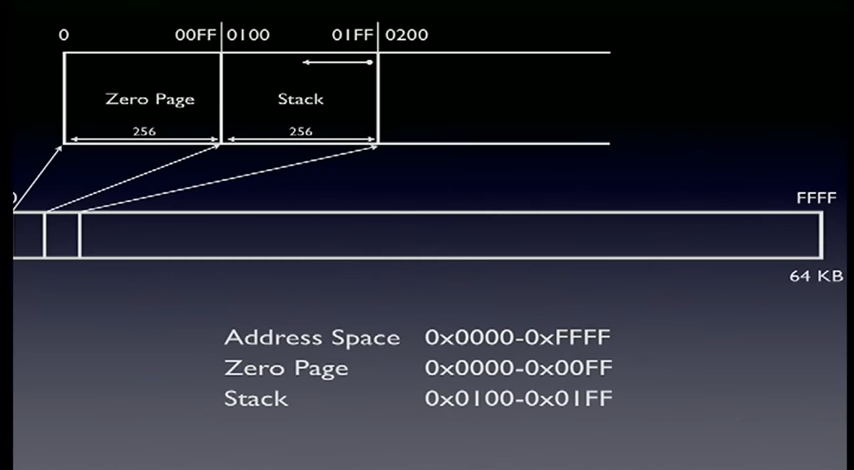 0 00FF 0100 01FF 0200
Zero Page Stack
256 256
0 FFFF
64 KB
Address Space 0x0000-0xFFFF
Zero Page 0x0000-0x00FF
Stack 0x0100-0x01FF